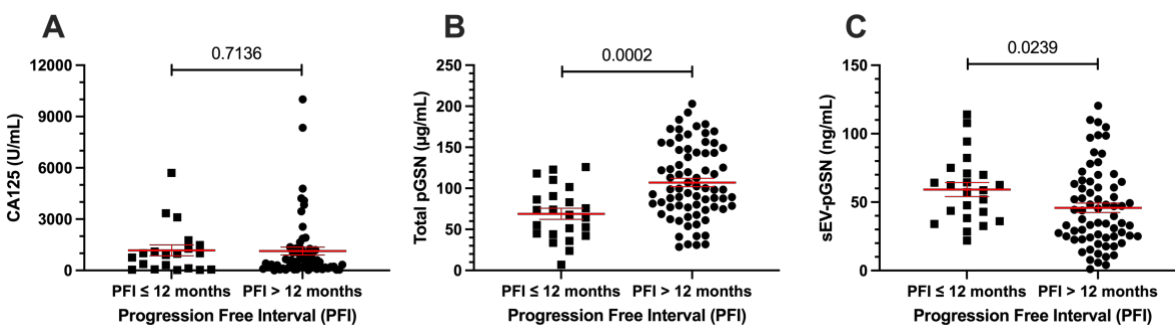 A
0.7136
12000
9000
6000
3000
0
CA125 (U/mL)
PFI ≤ 12 months
PFI > 12 months
Progression Free Interval (PFI)
B
0.0002
250
200
150
100
50
0
Total pGSN (µg/mL)
PFI ≤ 12 months
PFI > 12 months
Progression Free Interval (PFI)
C
0.0239
150
100
50
0
sEV-pGSN (ng/mL)
PFI ≤ 12 months
PFI > 12 months
Progression Free Interval (PFI)